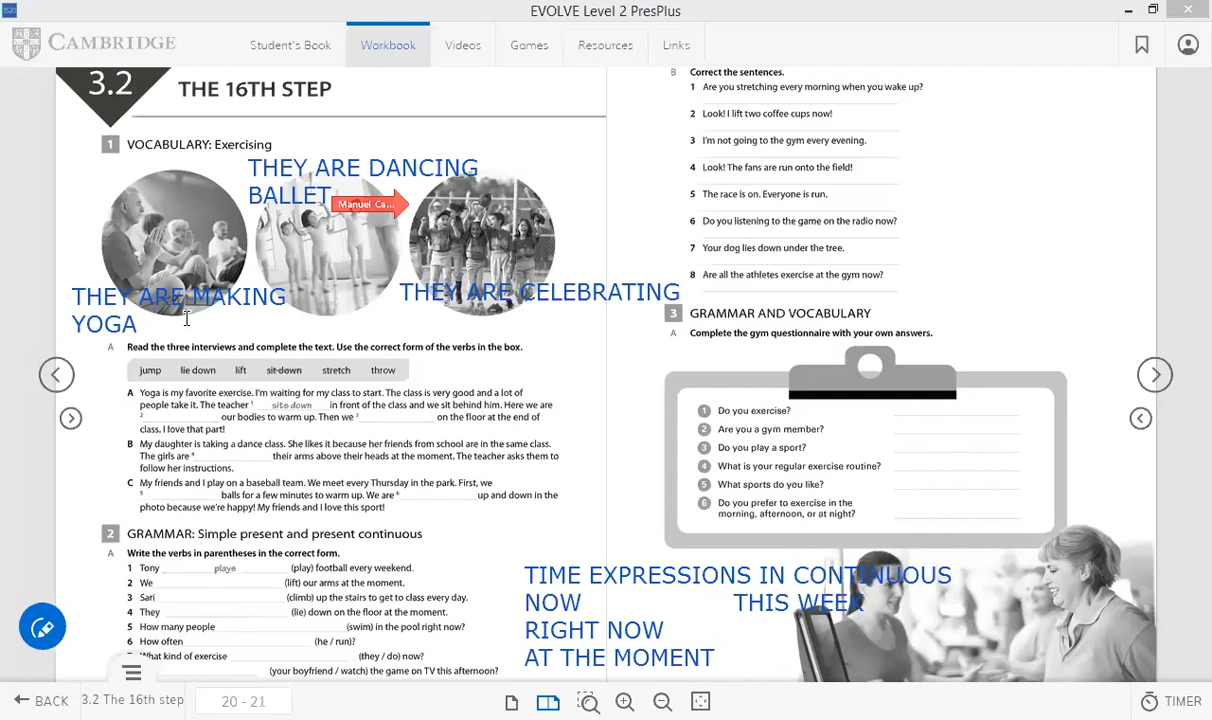 EVOLVE Level 2 PresPlus
CAMBRIDGE
Student's Book
Workbook
Videos
Games
Resources
Links
3.2
THE 16TH STEP
1 VOCABULARY: Exercising
THEY ARE DANCING
BALLET
Manuel Ca...
THEY ARE MAKING
YOGA
THEY ARE CELEBRATING
A Read the three interviews and complete the text. Use the correct form of the verbs in the box.
jump lie down lift sit down stretch throw
A Yoga is my favorite exercise. I'm waiting for my class to start. The class is very good and a lot of
people take it. The teacher 1 sits down in front of the class and we sit behind him. Here we are
2 our bodies to warm up. Then we 3 on the floor at the end of
class. I love that part!
B My daughter is taking a dance class. She likes it because her friends from school are in the same class.
The girls are 4 their arms above their heads at the moment. The teacher asks them to
follow her instructions.
C My friends and I play on a baseball team. We meet every Thursday in the park. First, we
5 balls for a few minutes to warm up. We are 6 up and down in the
photo because we're happy! My friends and I love this sport!
2 GRAMMAR: Simple present and present continuous
A Write the verbs in parentheses in the correct form.
1 Tony plays (play) football every weekend.
2 We (lift) our arms at the moment.
3 Sari (climb) up the stairs to get to class every day.
4 They (lie) down on the floor at the moment.
5 How many people (swim) in the pool right now?
6 How often (he / run)?
What kind of exercise (they / do) now?
(your boyfriend / watch) the game on TV this afternoon?
B Correct the sentences.
1 Are you stretching every morning when you wake up?
2 Look! I lift two coffee cups now!
3 I'm not going to the gym every evening.
4 Look! The fans are run onto the field!
5 The race is on. Everyone is run.
6 Do you listening to the game on the radio now?
7 Your dog lies down under the tree.
8 Are all the athletes exercise at the gym now?
3 GRAMMAR AND VOCABULARY
A Complete the gym questionnaire with your own answers.
1 Do you exercise?
2 Are you a gym member?
3 Do you play a sport?
4 What is your regular exercise routine?
5 What sports do you like?
6 Do you prefer to exercise in the
morning, afternoon, or at night?
TIME EXPRESSIONS IN CONTINUOUS
NOW THIS WEEK
RIGHT NOW
AT THE MOMENT
BACK
3.2 The 16th step
20 - 21
TIMER